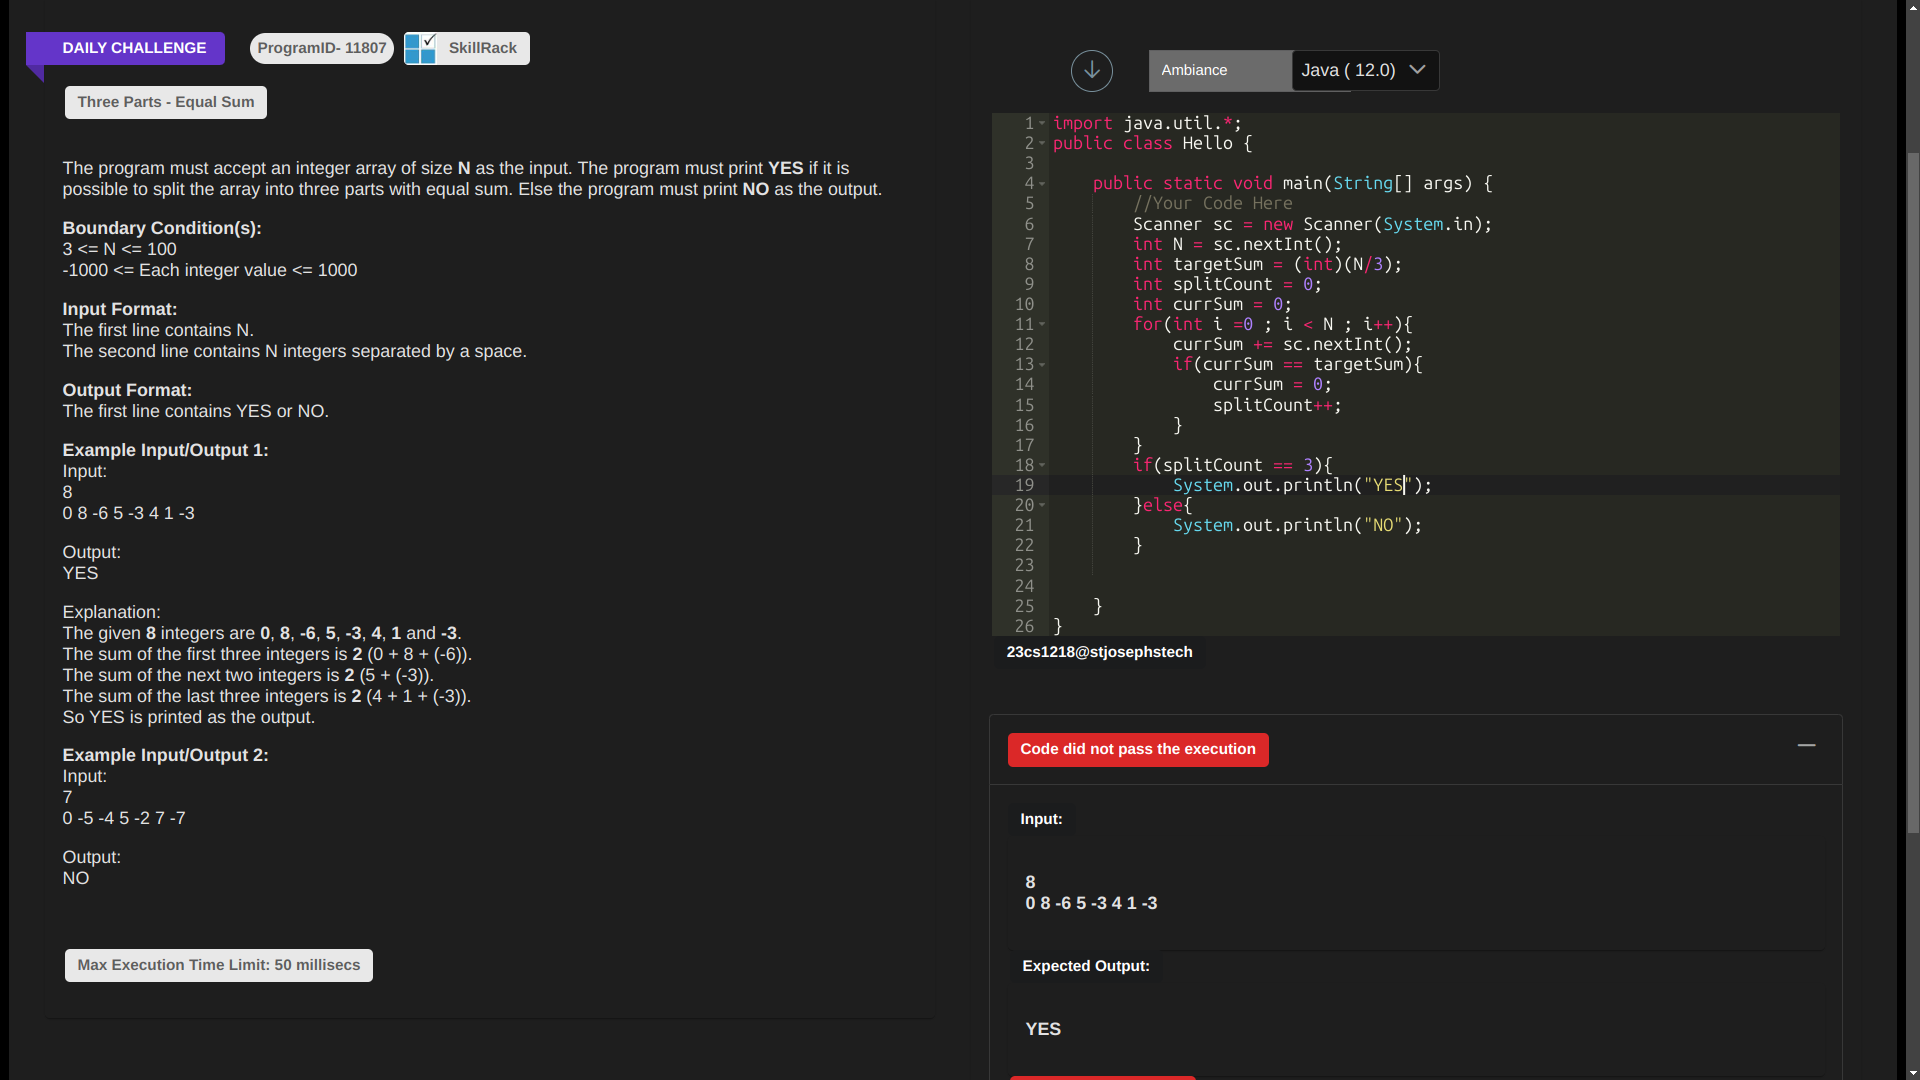 DAILY CHALLENGE
ProgramID- 11807
SkillRack
Three Parts - Equal Sum
The program must accept an integer array of size N as the input. The program must print YES if it is
possible to split the array into three parts with equal sum. Else the program must print NO as the output.
Boundary Condition(s):
3 <= N <= 100
-1000 <= Each integer value <= 1000
Input Format:
The first line contains N.
The second line contains N integers separated by a space.
Output Format:
The first line contains YES or NO.
Example Input/Output 1:
Input:
8
0 8 -6 5 -3 4 1 -3
Output:
YES
Explanation:
The given 8 integers are 0, 8, -6, 5, -3, 4, 1 and -3.
The sum of the first three integers is 2 (0 + 8 + (-6)).
The sum of the next two integers is 2 (5 + (-3)).
The sum of the last three integers is 2 (4 + 1 + (-3)).
So YES is printed as the output.
Example Input/Output 2:
Input:
7
0 -5 -4 5 -2 7 -7
Output:
NO
Max Execution Time Limit: 50 millisecs
Ambiance
Java ( 12.0)
1 import java.util.*;
2 public class Hello {
3
4     public static void main(String[] args) {
5         //Your Code Here
6         Scanner sc = new Scanner(System.in);
7         int N = sc.nextInt();
8         int targetSum = (int)(N/3);
9         int splitCount = 0;
10         int currSum = 0;
11         for(int i =0 ; i < N ; i++){
12             currSum += sc.nextInt();
13             if(currSum == targetSum){
14                 currSum = 0;
15                 splitCount++;
16             }
17         }
18         if(splitCount == 3){
19             System.out.println("YES");
20         }else{
21             System.out.println("NO");
22         }
23
24
25     }
26 }
23cs1218@stjosephstech
Code did not pass the execution
Input:
8
0 8 -6 5 -3 4 1 -3
Expected Output:
YES